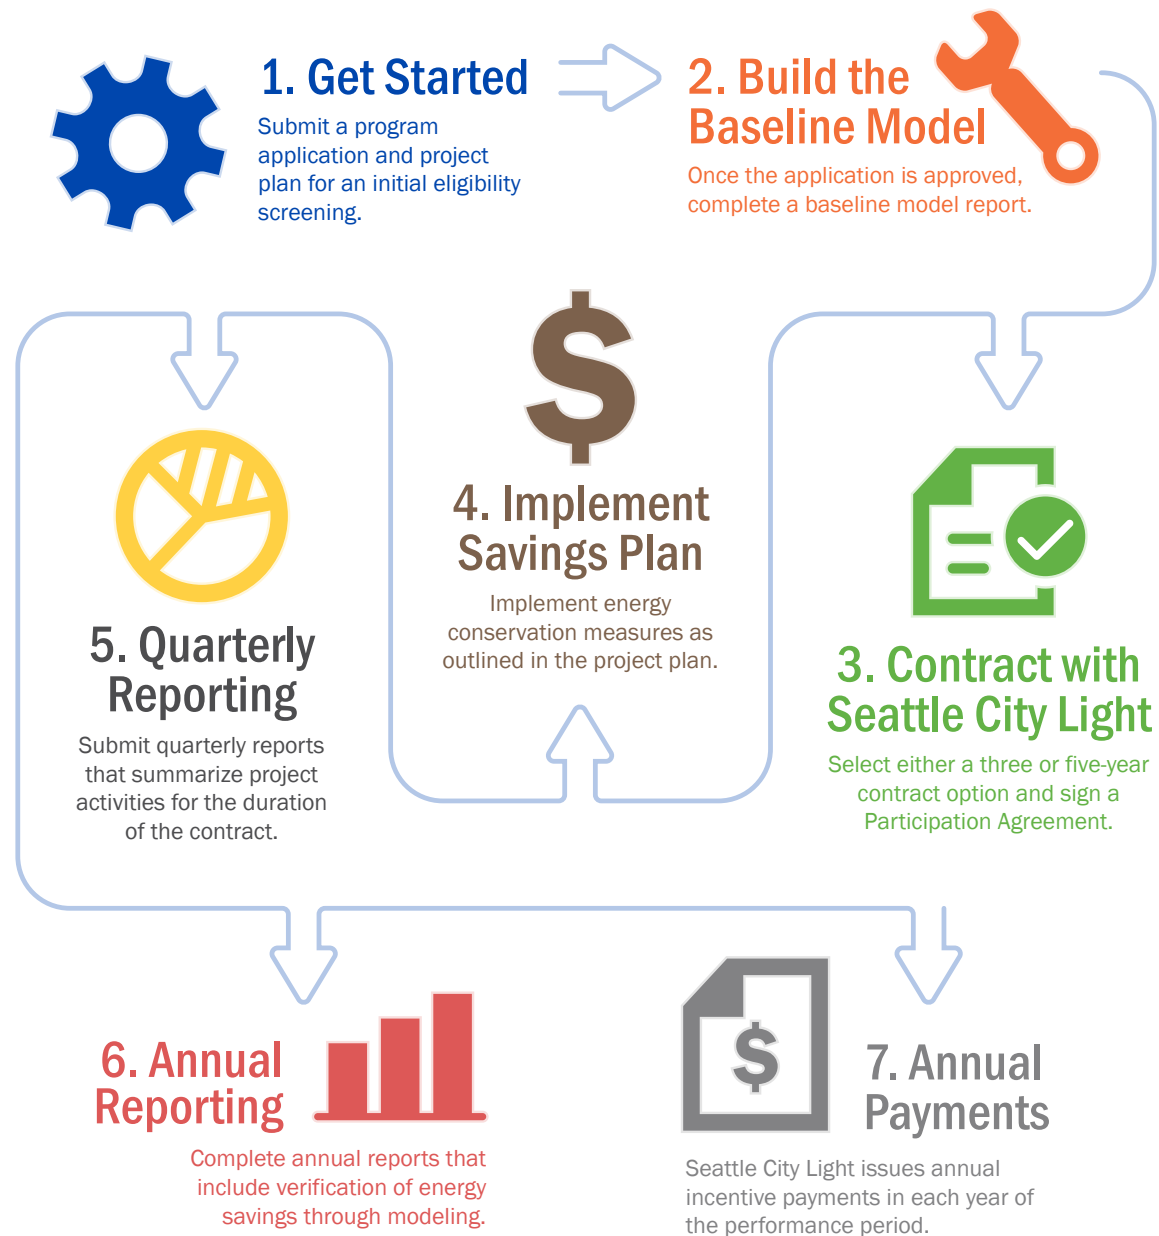 1. Get Started
Submit a program
application and project
plan for an initial eligibility
screening.
2. Build the
Baseline Model
Once the application is approved,
complete a baseline model report.
3. Contract with
Seattle City Light
Select either a three or five-year
contract option and sign a
Participation Agreement.
$
4. Implement
Savings Plan
Implement energy
conservation measures as
outlined in the project plan.
5. Quarterly
Reporting
Submit quarterly reports
that summarize project
activities for the duration
of the contract.
6. Annual
Reporting
Complete annual reports that
include verification of energy
savings through modeling.
$
7. Annual
Payments
Seattle City Light issues annual
incentive payments in each year of
the performance period.